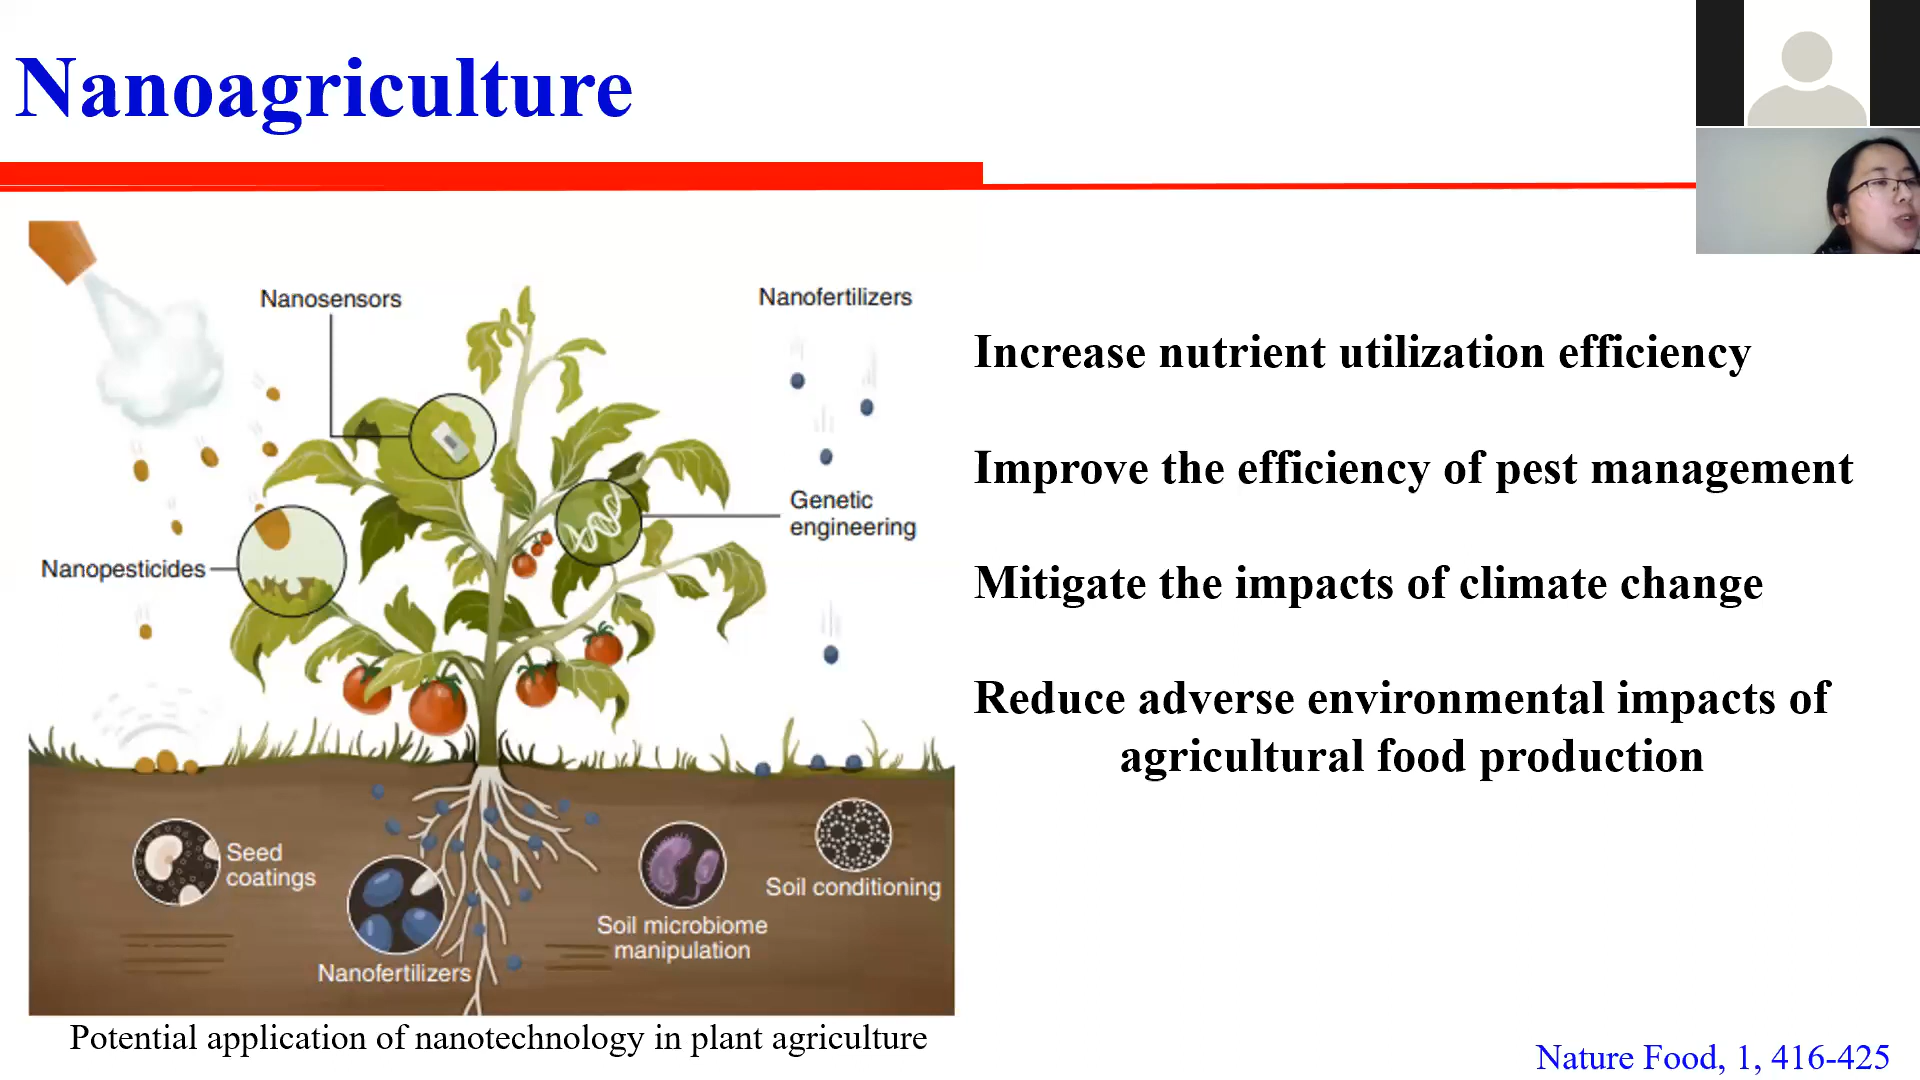 Nanoagriculture
Nanosensors
Nanofertilizers
Genetic
engineering
Nanopesticides
Seed
coatings
Nanofertilizers
Soil microbiome
manipulation
Soil conditioning
Potential application of nanotechnology in plant agriculture
Increase nutrient utilization efficiency
Improve the efficiency of pest management
Mitigate the impacts of climate change
Reduce adverse environmental impacts of
agricultural food production
Nature Food, 1, 416-425